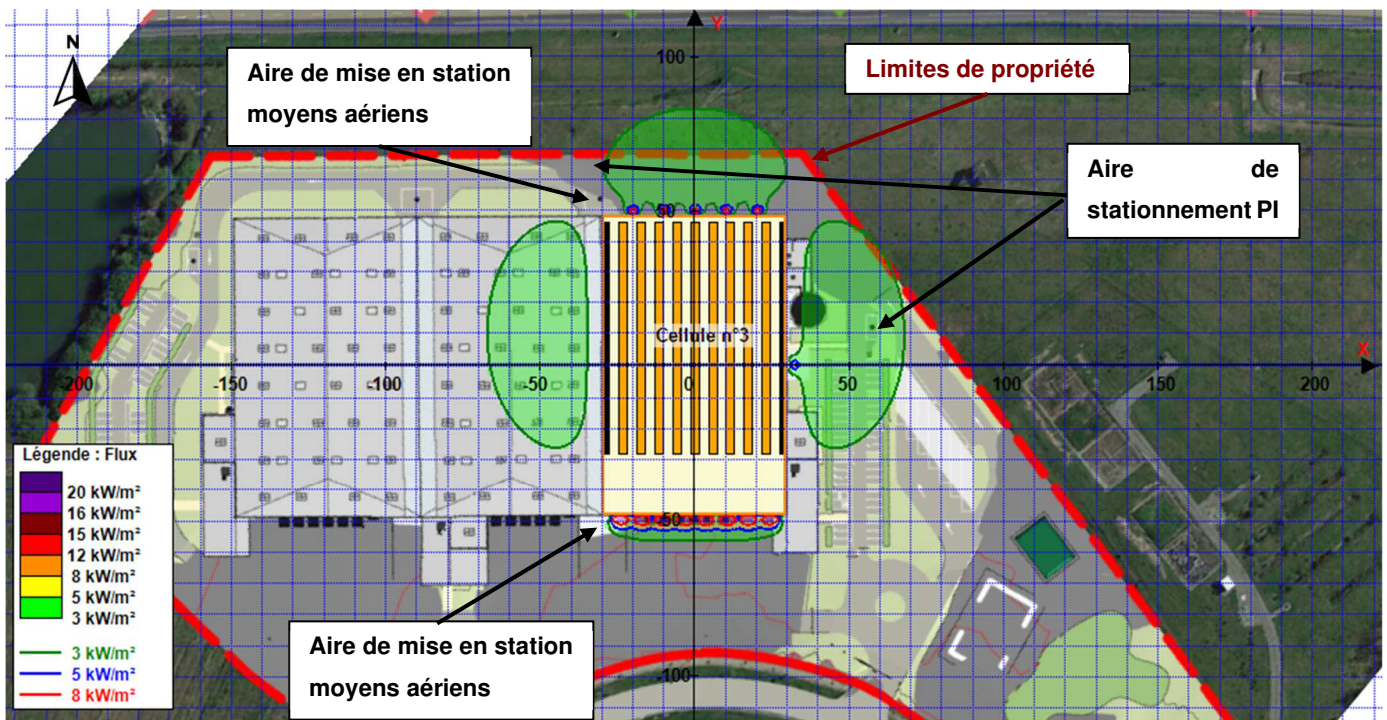 Y
100
N
Aire de mise en station
moyens aériens
Limites de propriété
Aire de
stationnement PI
50
Cellule n°3
X
-200
-150
-100
-50
0
50
100
150
200
Légende : Flux
20 kW/m²
16 kW/m²
15 kW/m²
12 kW/m²
8 kW/m²
5 kW/m²
3 kW/m²
3 kW/m²
5 kW/m²
8 kW/m²
-50
Aire de mise en station
moyens aériens
-100